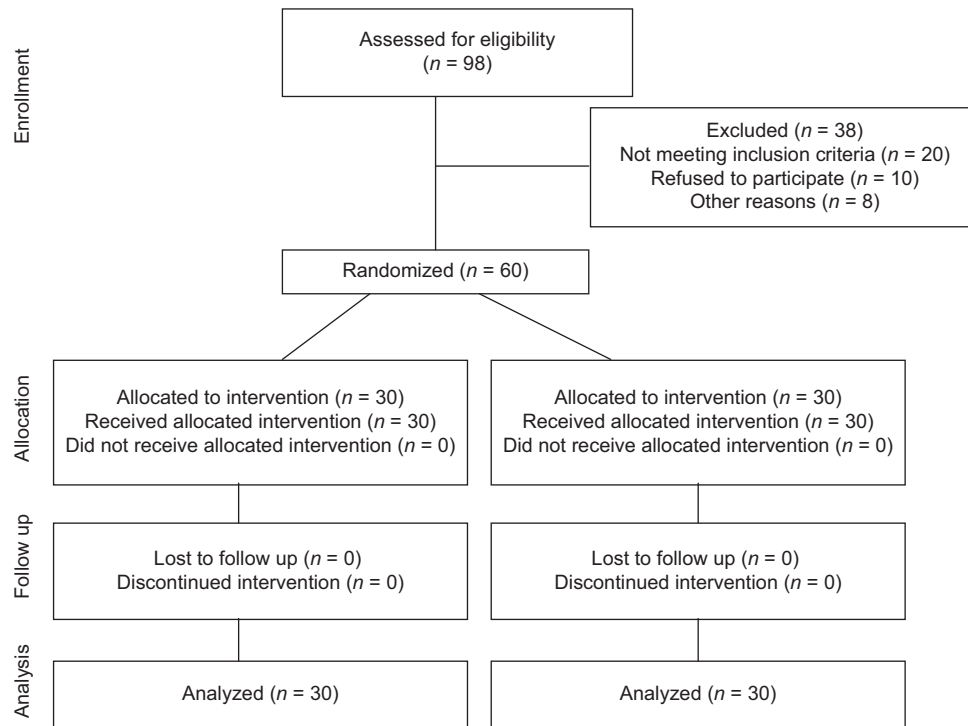 Enrollment
Assessed for eligibility
(n = 98)
Excluded (n = 38)
Not meeting inclusion criteria (n = 20)
Refused to participate (n = 10)
Other reasons (n = 8)
Randomized (n = 60)
Allocation
Allocated to intervention (n = 30)
Received allocated intervention (n = 30)
Did not receive allocated intervention (n = 0)
Allocated to intervention (n = 30)
Received allocated intervention (n = 30)
Did not receive allocated intervention (n = 0)
Follow up
Lost to follow up (n = 0)
Discontinued intervention (n = 0)
Lost to follow up (n = 0)
Discontinued intervention (n = 0)
Analysis
Analyzed (n = 30)
Analyzed (n = 30)